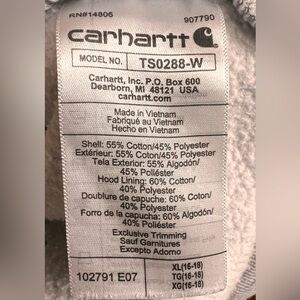 RN#14806
907790
carhartt
MODEL NO. TS0288-W
Carhartt, Inc. P.O. Box 600
Dearborn, MI 48121 USA
carhartt.com
Made in Vietnam
Fabriqué au Vietnam
Hecho en Vietnam
Shell: 55% Cotton/45% Polyester
Extérieur: 55% Coton/45% Polyester
Tela Exterior: 55% Algodón/
45% Poliéster
Hood Lining: 60% Cotton/
40% Polyester
Doublure de capuche: 60% Coton/
40% Polyester
Forro de la capucha: 60% Algodón/
40% Poliéster
Exclusive Trimming
Sauf Garnitures
Excepto Adorno
102791 E07
XL(16-18)
TG(16-18)
XG(16-18)